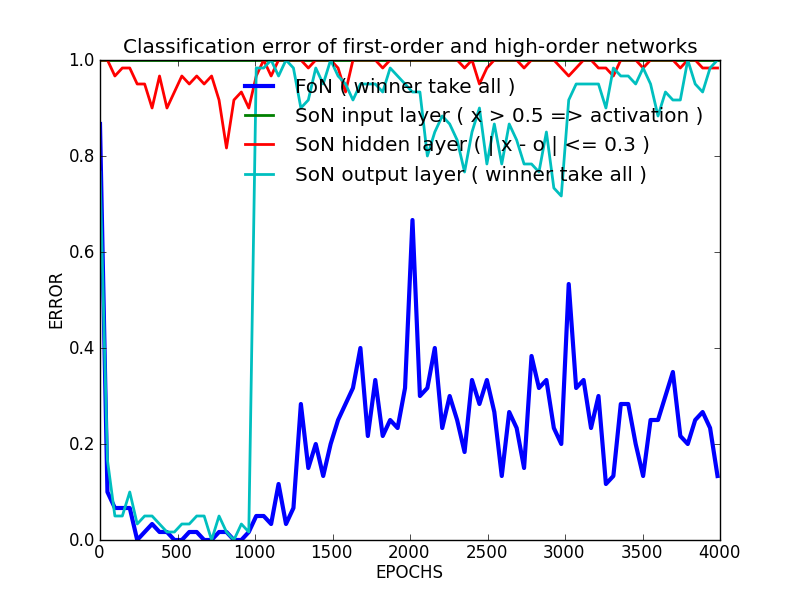 Classification error of first-order and high-order networks
1.0
FoN ( winner take all )
SoN input layer ( x > 0.5 => activation )
SoN hidden layer ( | x - o | <= 0.3 )
SoN output layer ( winner take all )
0.8
0.6
ERROR
0.4
0.2
0.0
0 500 1000 1500 2000 2500 3000 3500 4000
EPOCHS